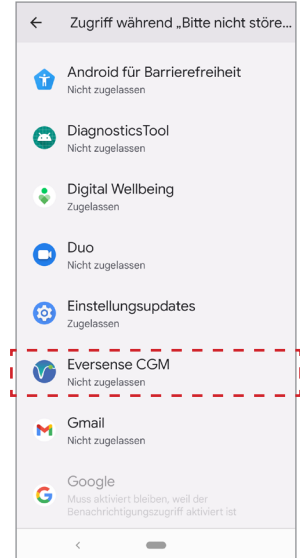 Zugriff während „Bitte nicht störe...
Android für Barrierefreiheit
Nicht zugelassen
DiagnosticsTool
Nicht zugelassen
Digital Wellbeing
Zugelassen
Duo
Nicht zugelassen
Einstellungsupdates
Zugelassen
Eversense CGM
Nicht zugelassen
Gmail
Nicht zugelassen
Google
Muss aktiviert bleiben, weil der
Benachrichtigungszugriff aktiviert ist